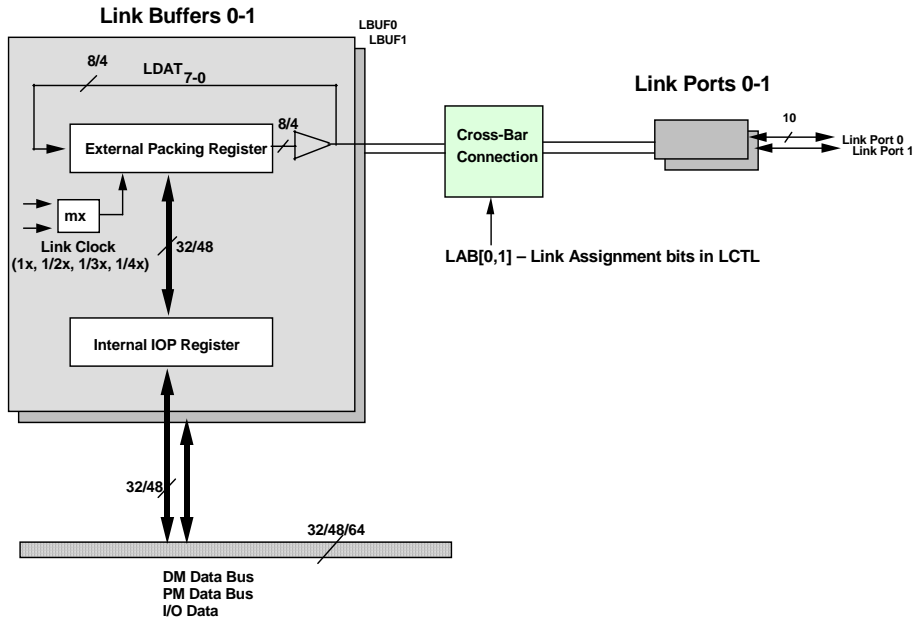 Link Buffers 0-1
LBUF0
LBUF1
8/4
LDAT7-0
Link Ports 0-1
8/4
10
External Packing Register
Cross-Bar
Connection
Link Port 0
Link Port 1
mx
Link Clock
(1x, 1/2x, 1/3x, 1/4x)
32/48
LAB[0,1] – Link Assignment bits in LCTL
Internal IOP Register
32/48
32/48/64
DM Data Bus
PM Data Bus
I/O Data